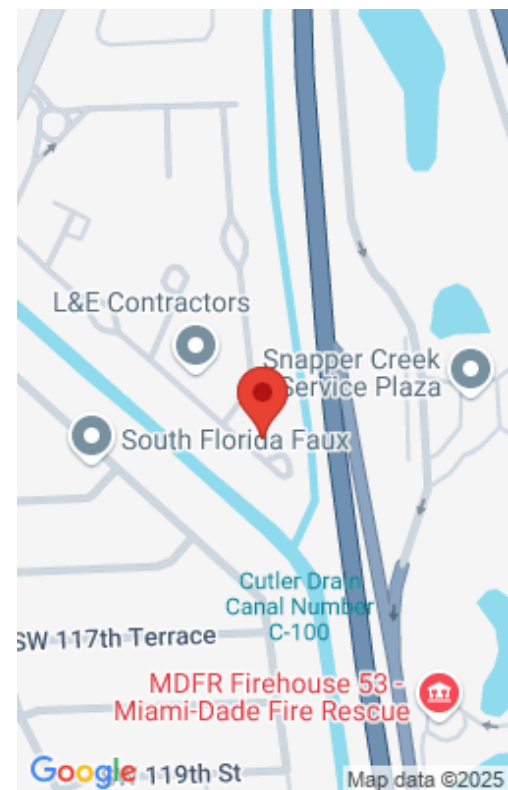 L&E Contractors
Snapper Creek
Service Plaza
South Florida Faux
Cutler Drain
Canal Number
C-100
SW 117th Terrace
MDFR Firehouse 53 -
Miami-Dade Fire Rescue
Google
SW 119th St
Map data ©2025